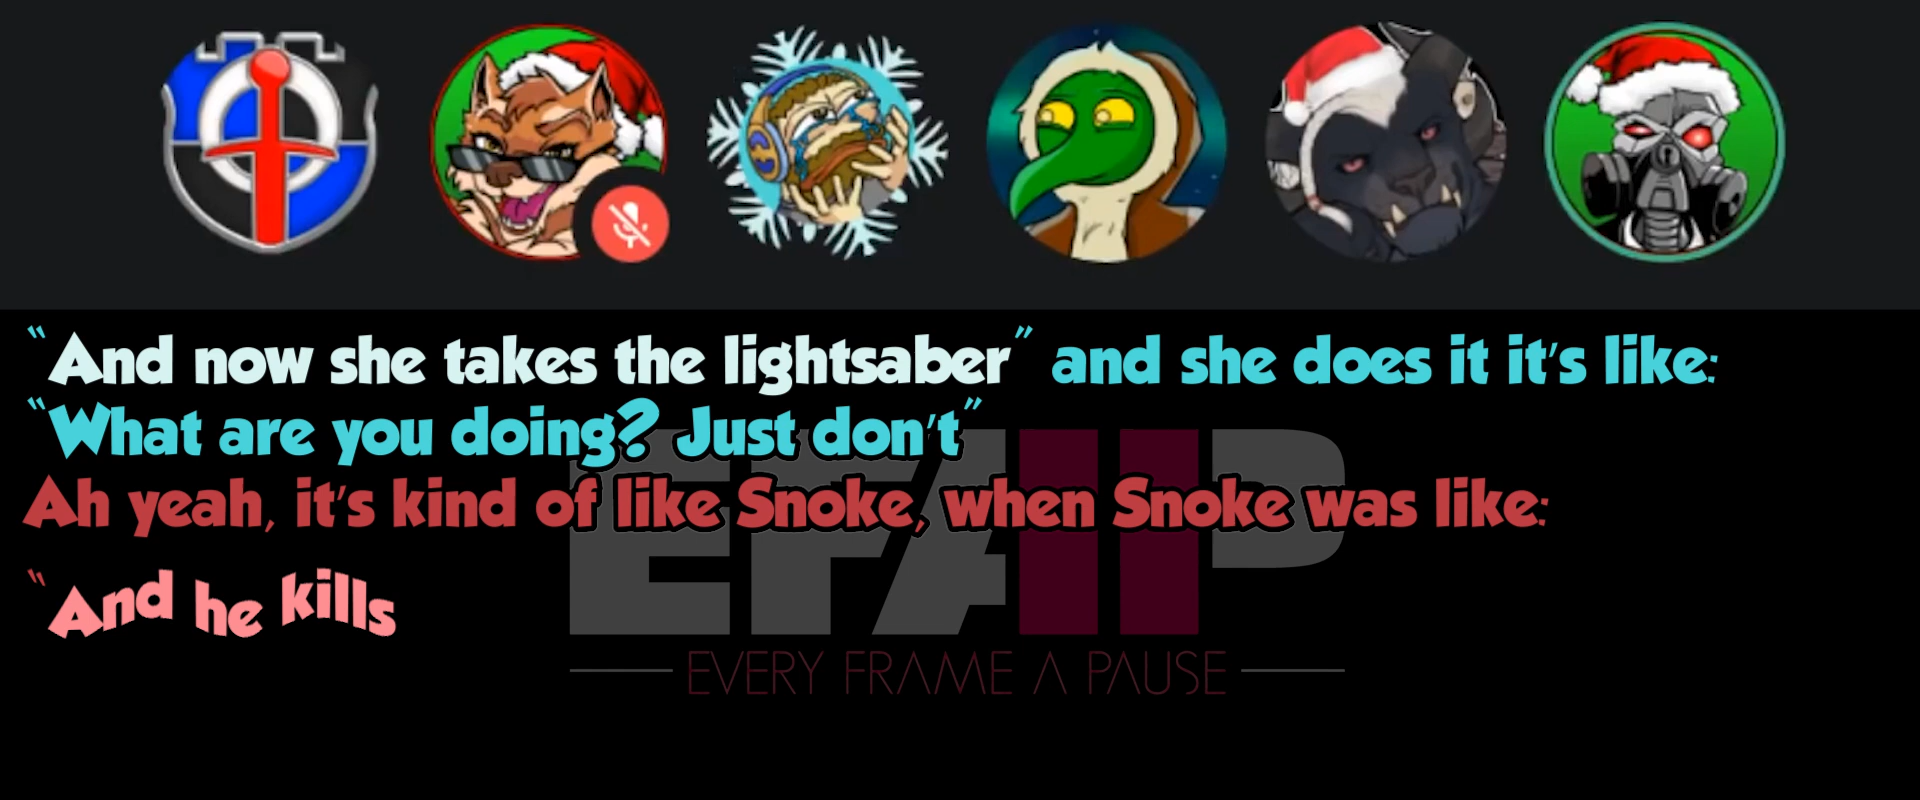 "And now she takes the lightsaber" and she does it it's like:
"What are you doing? Just don't"
Ah yeah, it's kind of like Snoke, when Snoke was like:
"And he kills
EFAP
EVERY FRAME A PAUSE